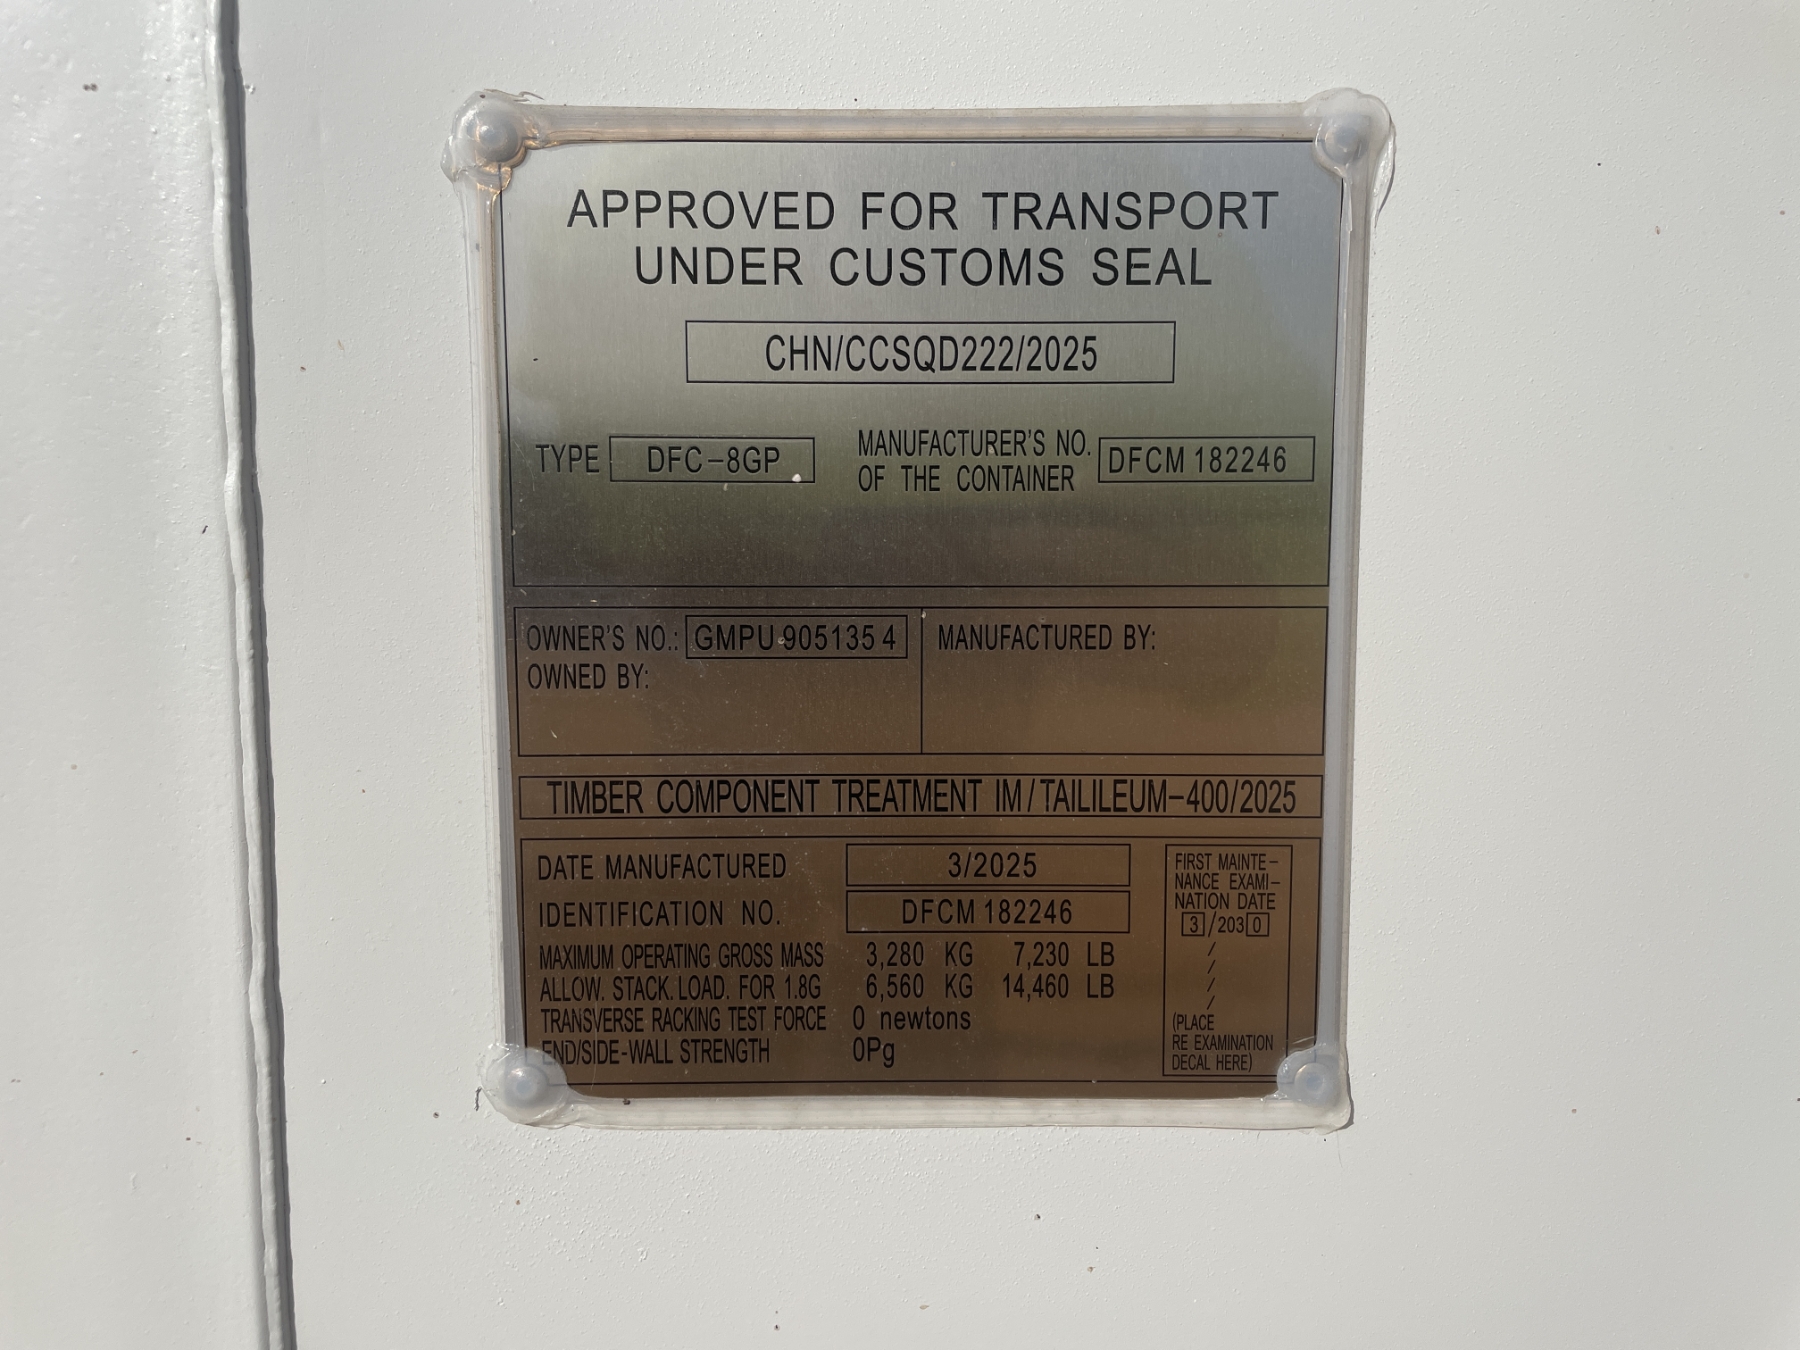 APPROVED FOR TRANSPORT
UNDER CUSTOMS SEAL
CHN/CCSQD222/2025
TYPE DFC-8GP
MANUFACTURER'S NO.
OF THE CONTAINER
DFCM 182246
OWNER'S NO.: GMPU 9051354
OWNED BY:
MANUFACTURED BY:
TIMBER COMPONENT TREATMENT IM/TAILILEUM-400/2025
DATE MANUFACTURED 3/2025
IDENTIFICATION NO. DFCM 182246
MAXIMUM OPERATING GROSS MASS 3,280 KG 7,230 LB
ALLOW. STACK. LOAD. FOR 1.8G 6,560 KG 14,460 LB
TRANSVERSE RACKING TEST FORCE 0 newtons
END/SIDE-WALL STRENGTH 0Pg
FIRST MAINTE-
NANCE EXAMI-
NATION DATE
3/2030
/
/
/
/
(PLACE
RE EXAMINATION
DECAL HERE)